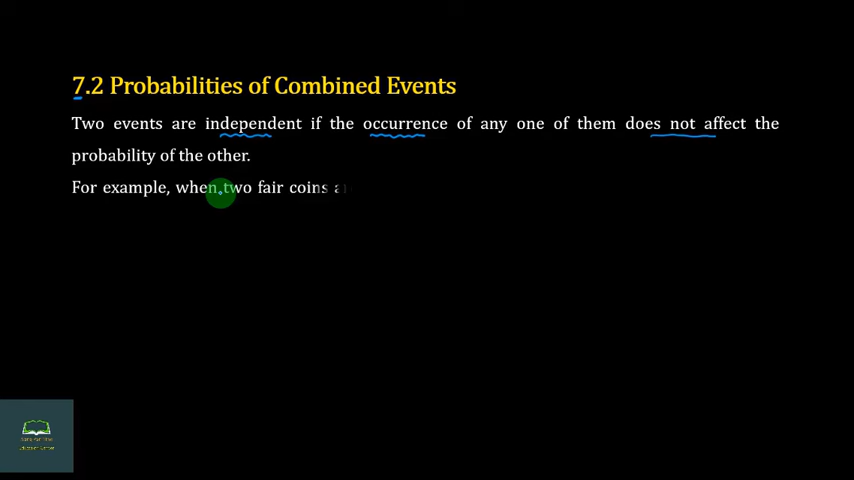 7.2 Probabilities of Combined Events
Two events are independent if the occurrence of any one of them does not affect the
probability of the other.
For example, when two fair coins a